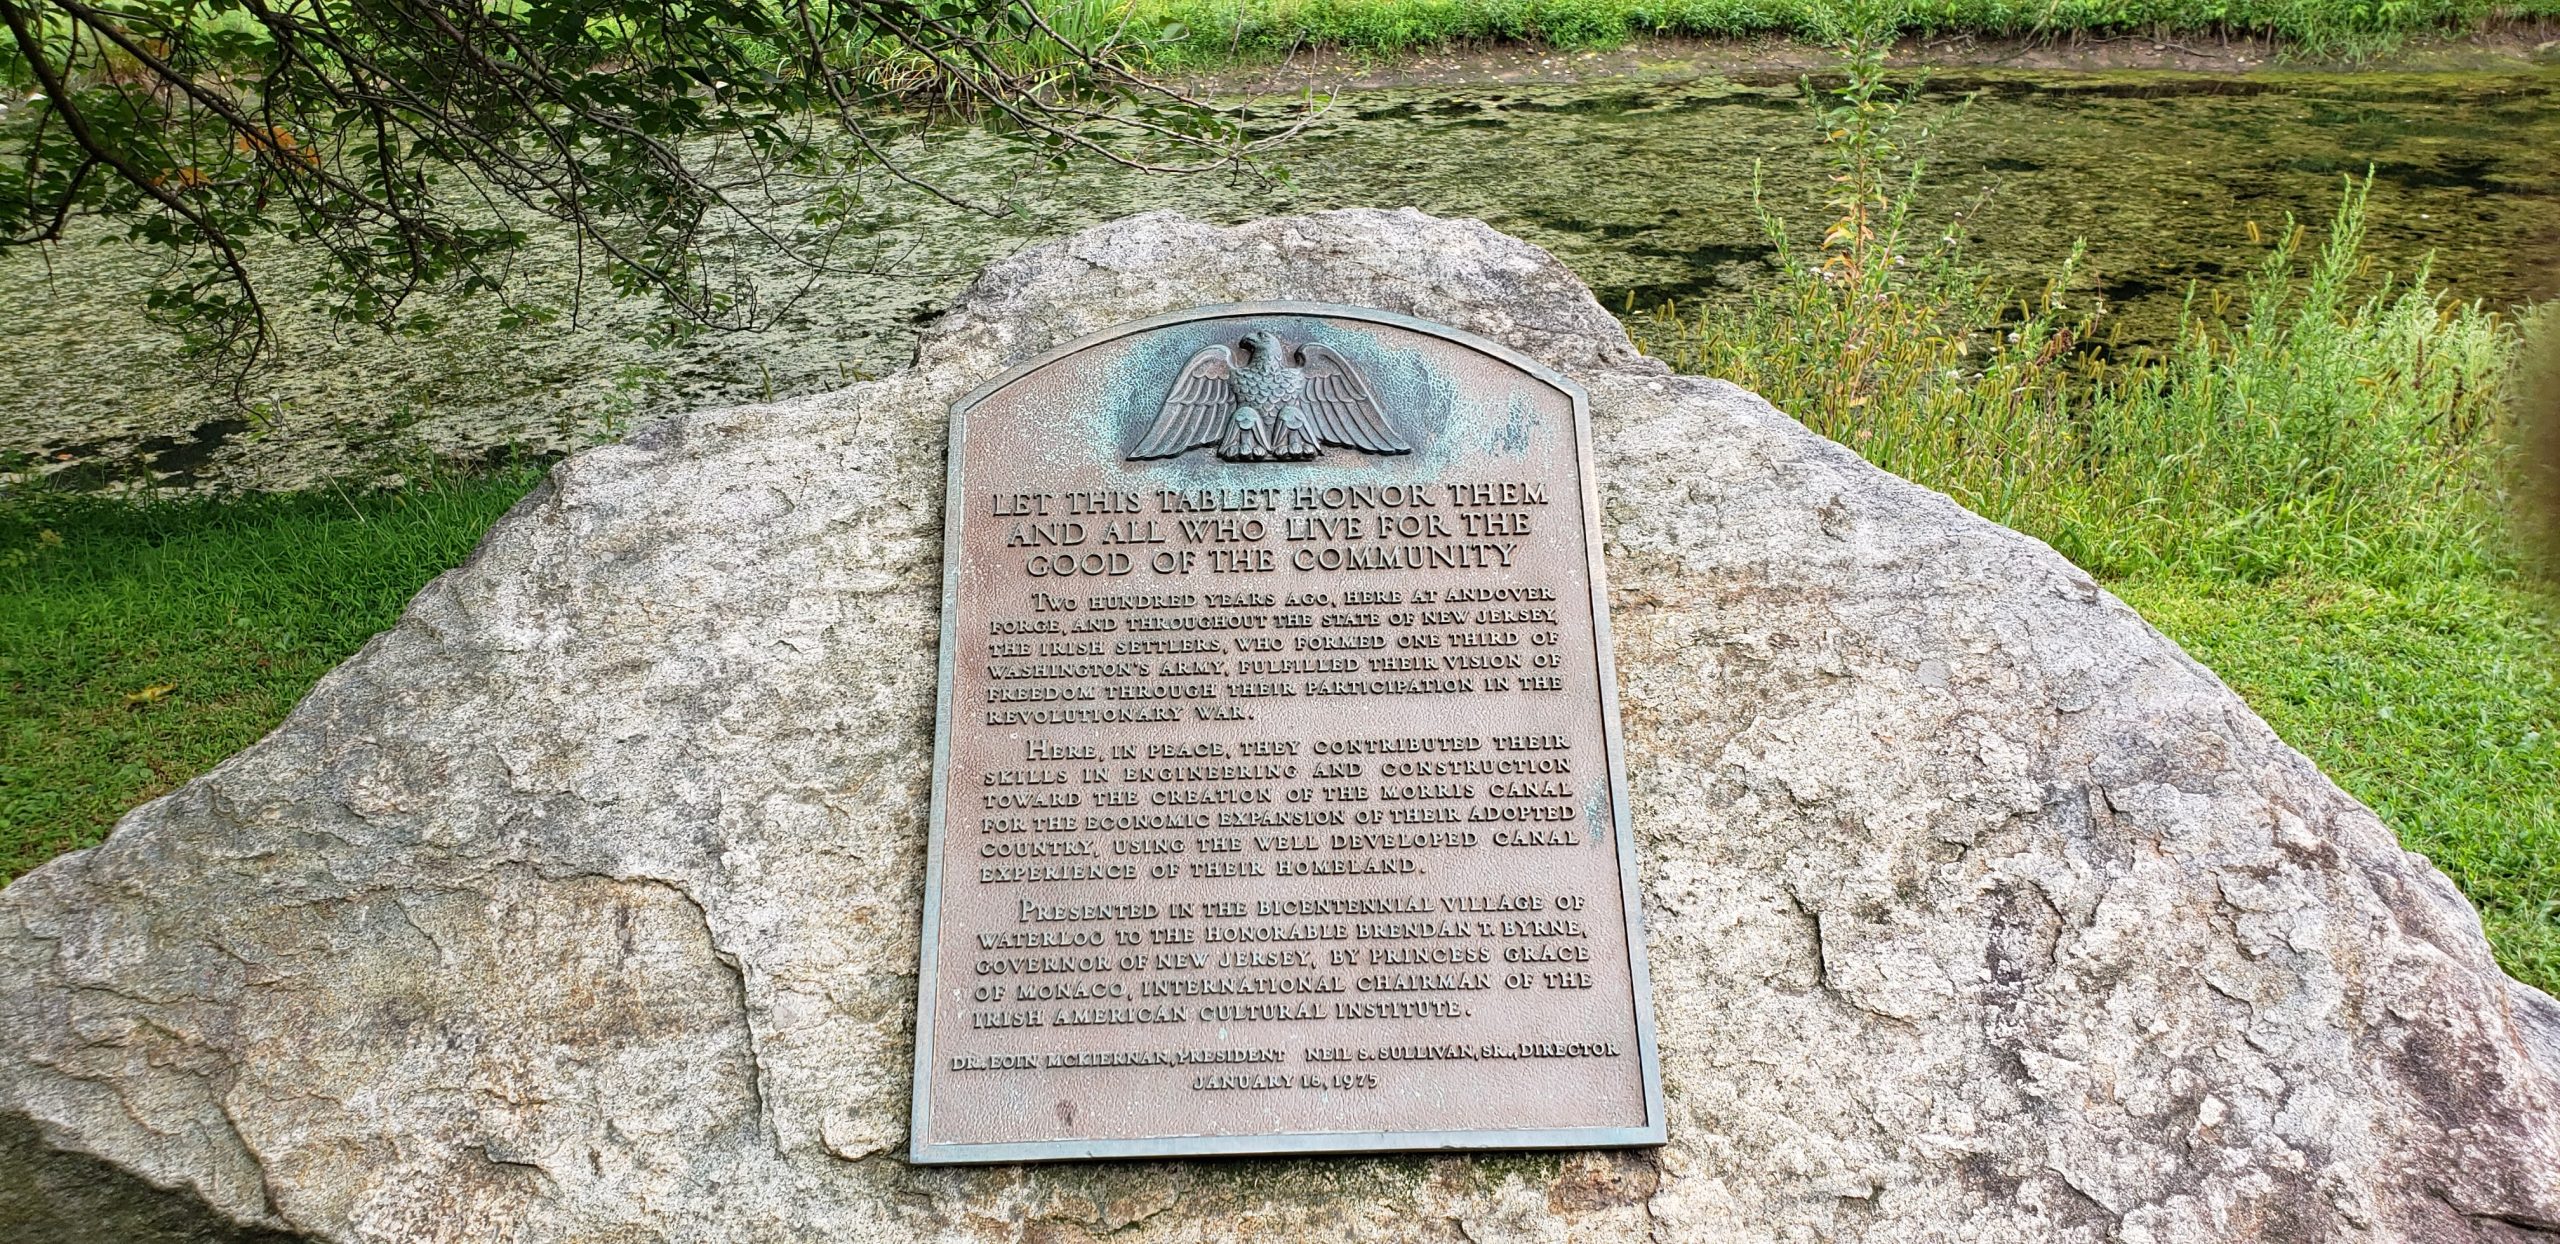 LET THIS TABLET HONOR THEM
AND ALL WHO LIVE FOR THE
GOOD OF THE COMMUNITY
TWO HUNDRED YEARS AGO, HERE AT ANDOVER
FORGE, AND THROUGHOUT THE STATE OF NEW JERSEY,
THE IRISH SETTLERS, WHO FORMED ONE THIRD OF
WASHINGTON'S ARMY, FULFILLED THEIR VISION OF
FREEDOM THROUGH THEIR PARTICIPATION IN THE
REVOLUTIONARY WAR.
HERE, IN PEACE, THEY CONTRIBUTED THEIR
SKILLS IN ENGINEERING AND CONSTRUCTION
TOWARD THE CREATION OF THE MORRIS CANAL
FOR THE ECONOMIC EXPANSION OF THEIR ADOPTED
COUNTRY, USING THE WELL DEVELOPED CANAL
EXPERIENCE OF THEIR HOMELAND.
PRESENTED IN THE BICENTENNIAL VILLAGE OF
WATERLOO TO THE HONORABLE BRENDAN T. BYRNE,
GOVERNOR OF NEW JERSEY, BY PRINCESS GRACE
OF MONACO, INTERNATIONAL CHAIRMAN OF THE
IRISH AMERICAN CULTURAL INSTITUTE.
DR. EOIN MCKIERNAN, PRESIDENT NEIL S. SULLIVAN, SR., DIRECTOR
JANUARY 18, 1975